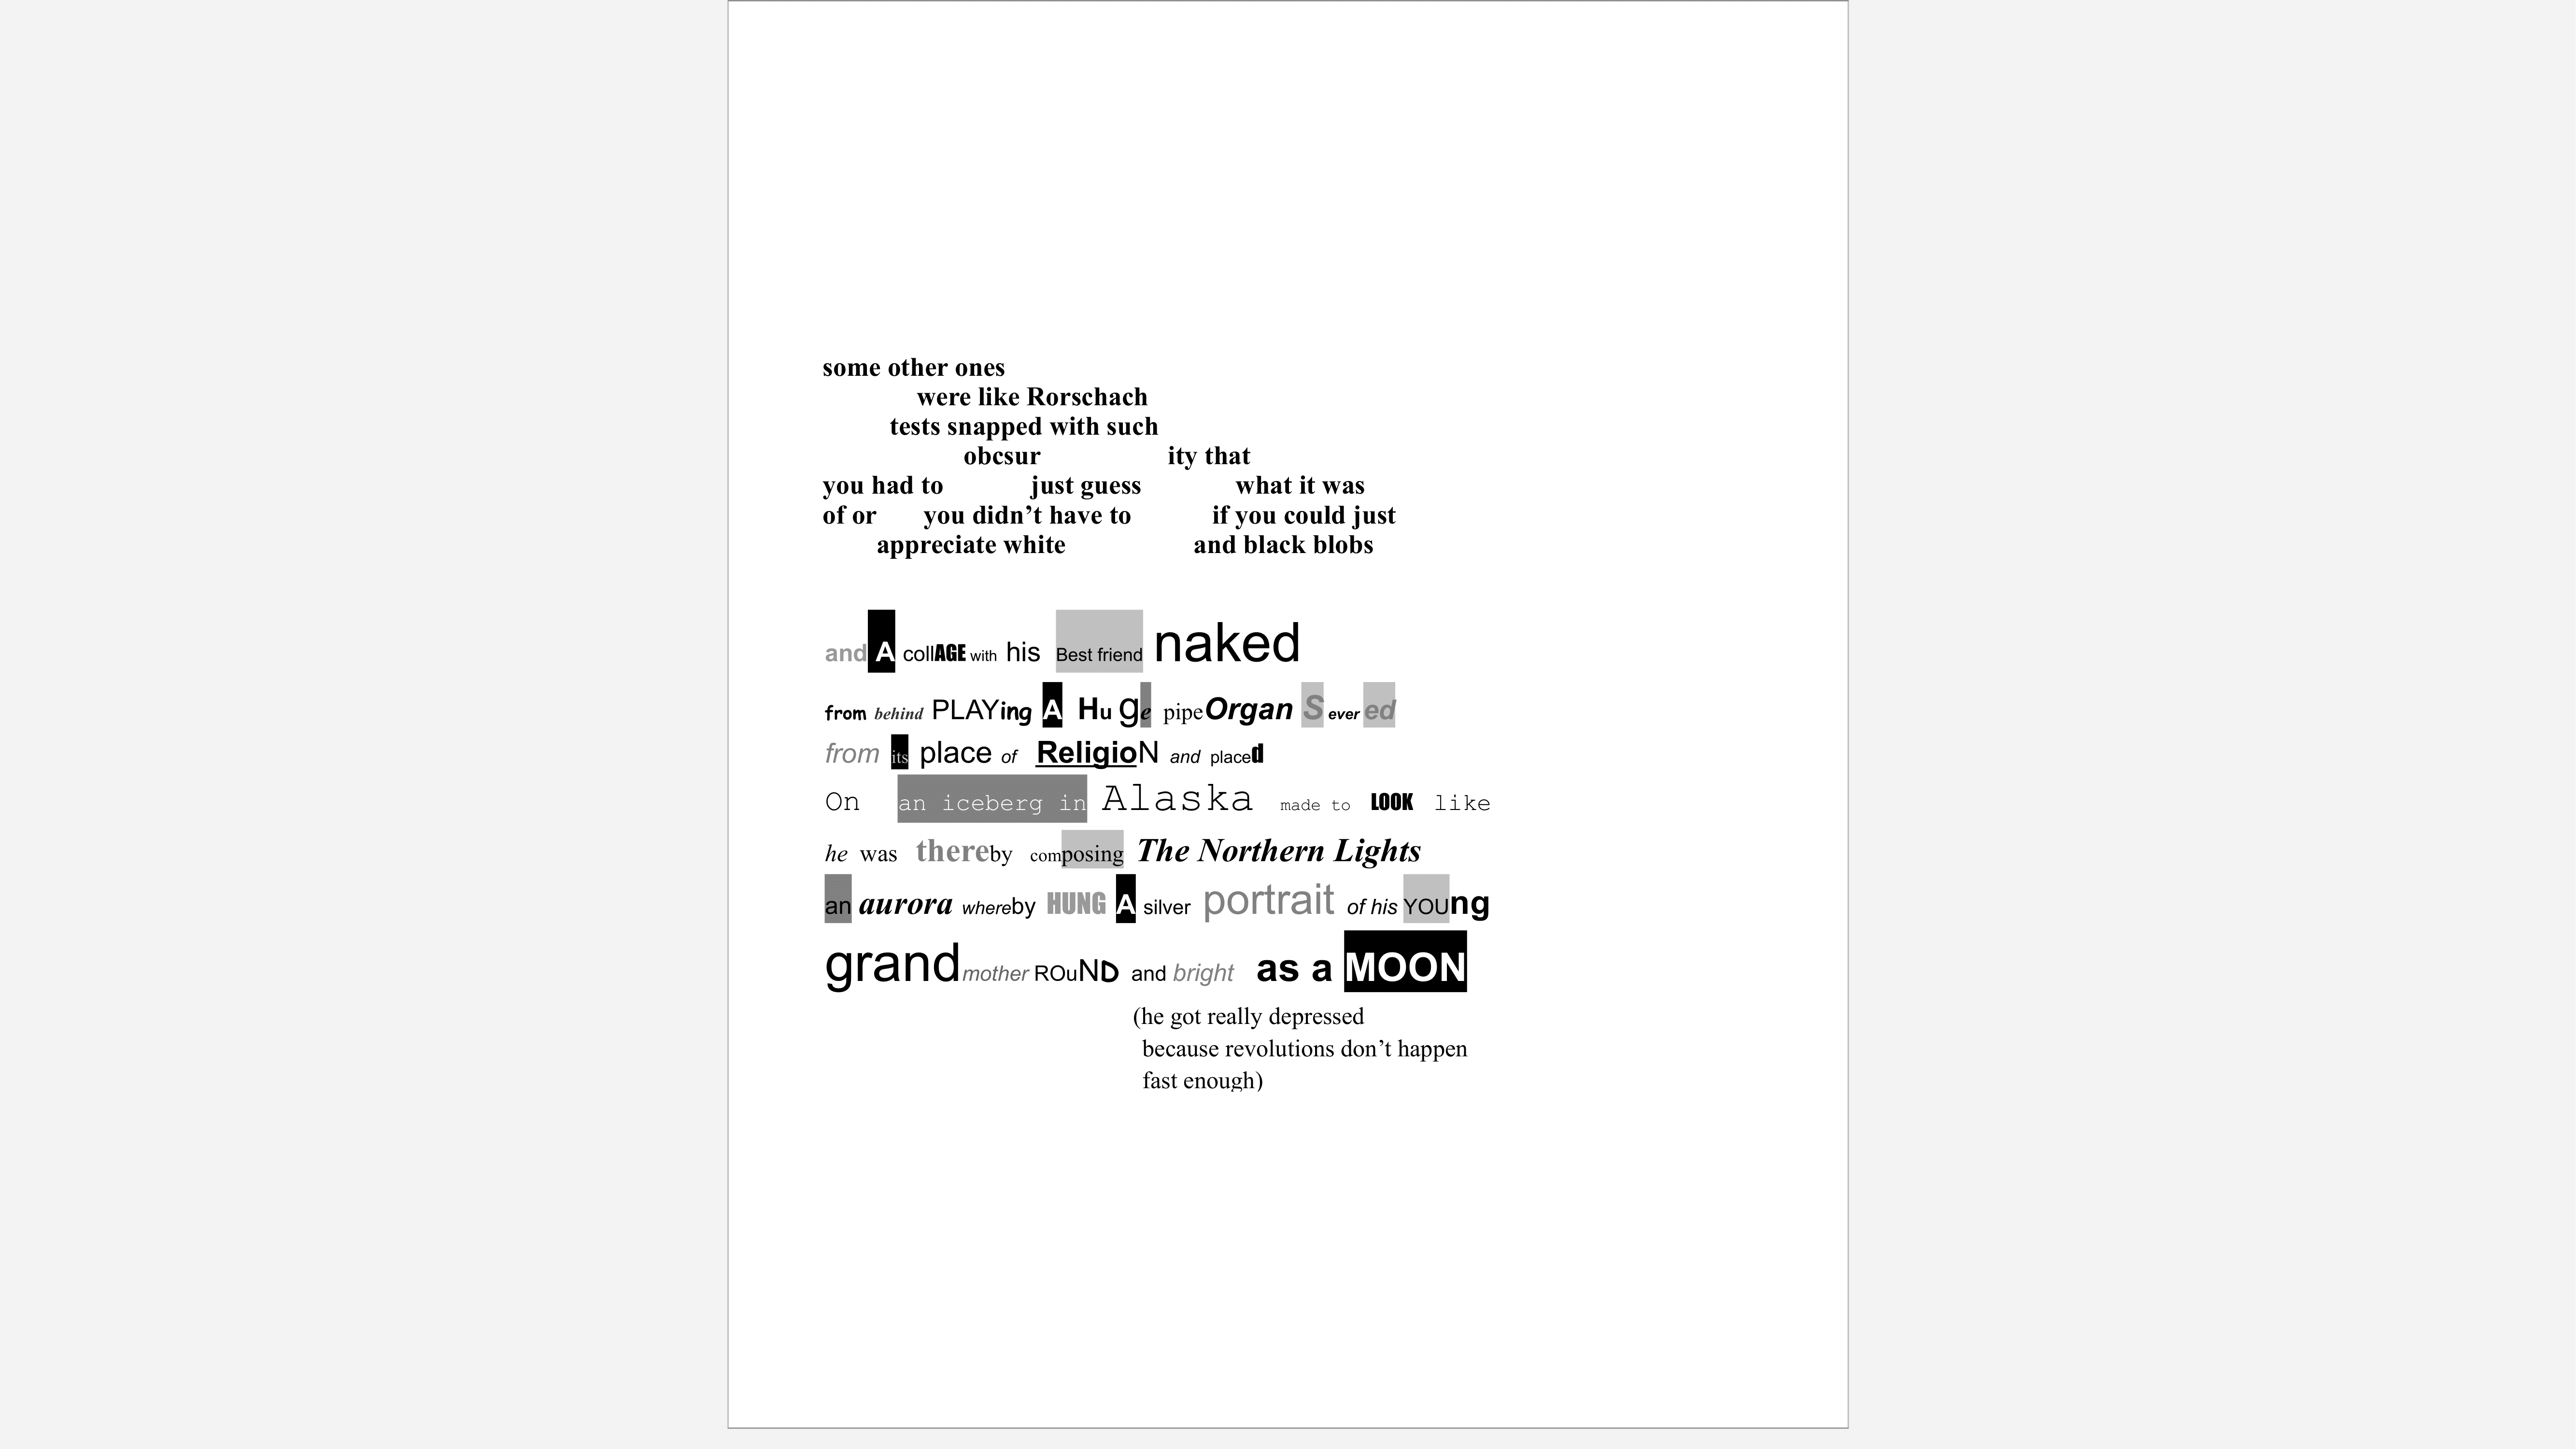 some other ones
were like Rorschach
tests snapped with such
obcsur ity that
you had to just guess what it was
of or you didn’t have to if you could just
appreciate white and black blobs
and A collAGE with his Best friend naked
from behind PLAYing A Hu ge pipeOrgan S ever ed
from its place of ReligioN and placed
On an iceberg in Alaska made to LOOK like
he was thereby composing The Northern Lights
an aurora whereby HUNG A silver portrait of his YOUng
grandmother ROuND and bright as a MOON
(he got really depressed
because revolutions don’t happen
fast enough)